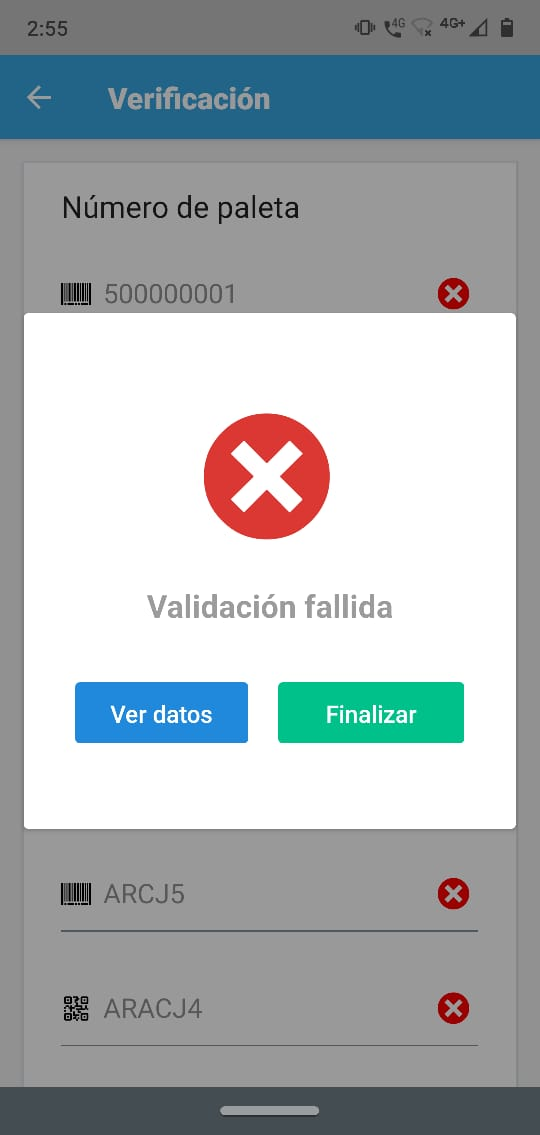 2:55
4G
4G+
Verificación
Número de paleta
500000001
Validación fallida
Ver datos
Finalizar
ARCJ5
ARACJ4